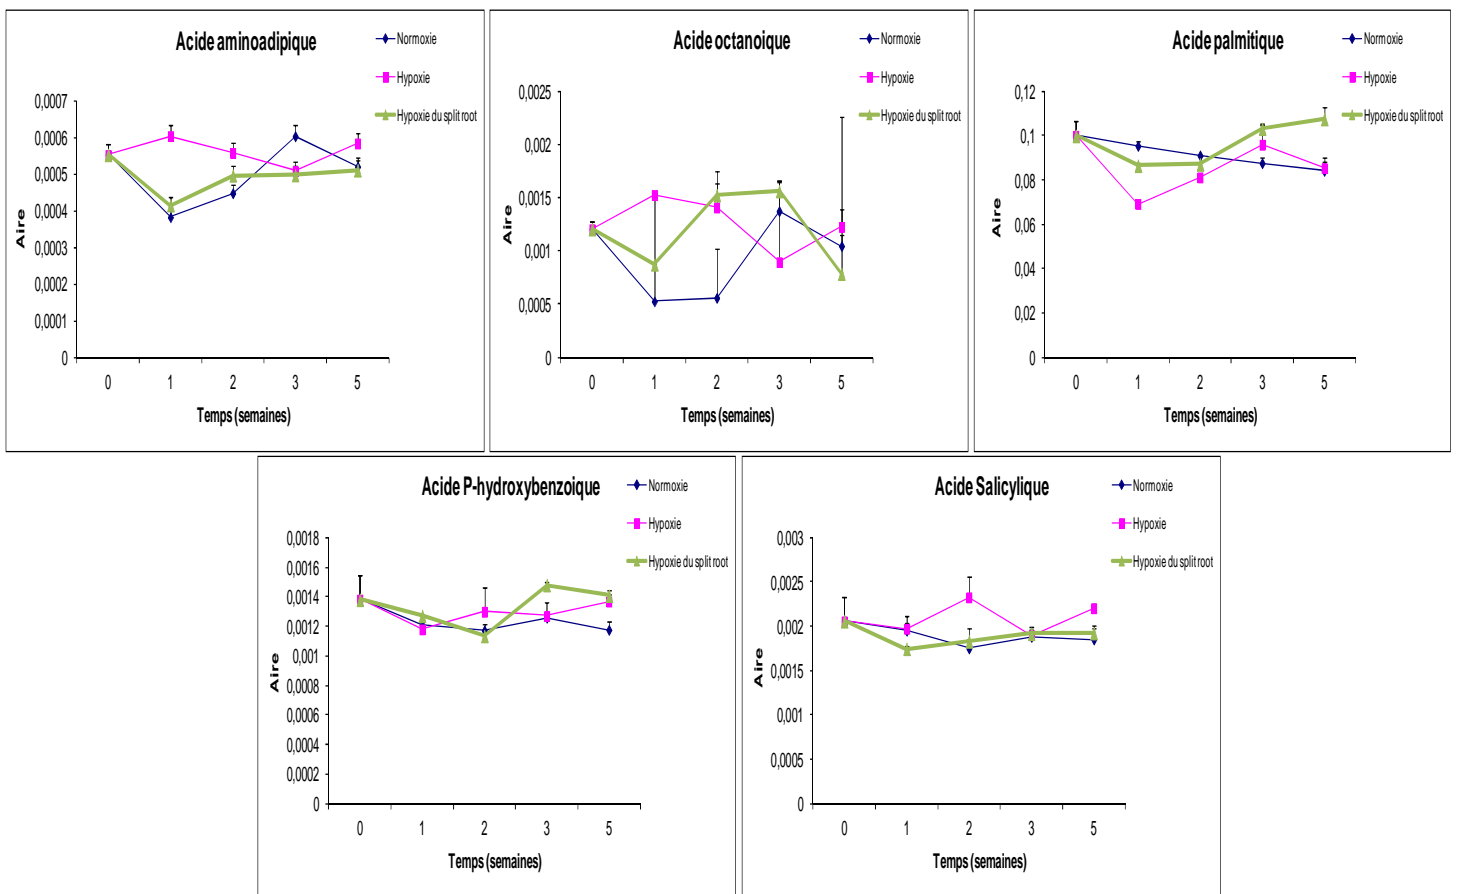 Acide aminoadipique
Normoxie
Hypoxie
Hypoxie du split root
0,0007
0,0006
0,0005
0,0004
0,0003
0,0002
0,0001
0
Aire
0 1 2 3 5
Temps (semaines)
Acide octanoique
Normoxie
Hypoxie
Hypoxie du split root
0,0025
0,002
0,0015
0,001
0,0005
0
Aire
0 1 2 3 5
Temps (semaines)
Acide palmitique
Normoxie
Hypoxie
Hypoxie du split root
0,12
0,1
0,08
0,06
0,04
0,02
0
Aire
0 1 2 3 5
Temps (semaines)
Acide P-hydroxybenzoique
Normoxie
Hypoxie
Hypoxie du split root
0,0018
0,0016
0,0014
0,0012
0,001
0,0008
0,0006
0,0004
0,0002
0
Aire
0 1 2 3 5
Temps (semaines)
Acide Salicylique
Normoxie
Hypoxie
Hypoxie du split root
0,003
0,0025
0,002
0,0015
0,001
0,0005
0
Aire
0 1 2 3 5
Temps (semaines)